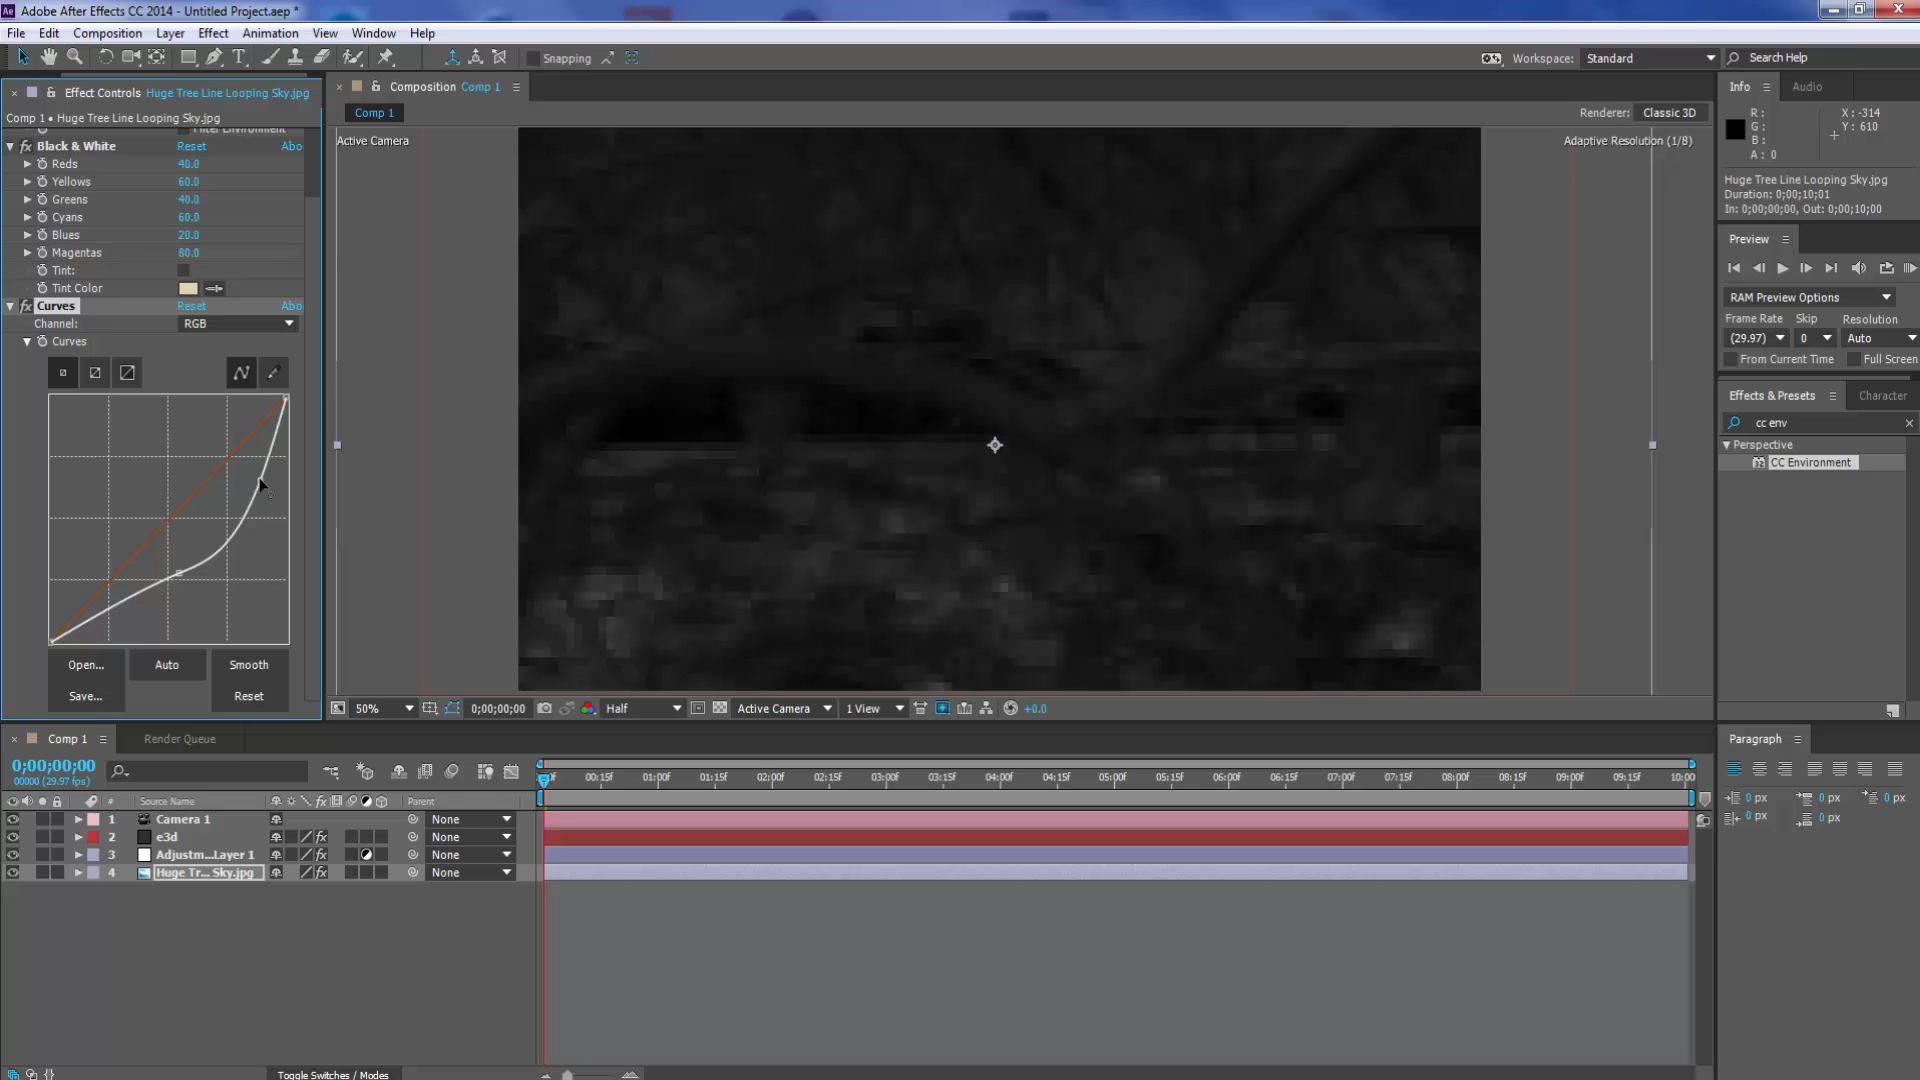 Adobe After Effects CC 2014 - Untitled Project.aep *
File Edit Composition Layer Effect Animation View Window Help
Snapping
Workspace: Standard
Search Help
Effect Controls Huge Tree Line Looping Sky.jpg
Comp 1 • Huge Tree Line Looping Sky.jpg
Filter Environment
Black & White Reset Abo
Reds 40.0
Yellows 60.0
Greens 40.0
Cyans 60.0
Blues 20.0
Magentas 80.0
Tint:
Tint Color
Curves Reset Abo
Channel: RGB
Curves
Open... Auto Smooth
Save... Reset
Composition Comp 1
Comp 1
Renderer: Classic 3D
Active Camera
Adaptive Resolution (1/8)
50% 0;00;00;00 Half Active Camera 1 View +0.0
Info Audio
R: X: -314
G: Y: 610
B:
A: 0
Huge Tree Line Looping Sky.jpg
Duration: 0;00;10;01
In: 0;00;00;00, Out: 0;00;10;00
Preview
RAM Preview Options
Frame Rate Skip Resolution
(29.97) 0 Auto
From Current Time Full Screen
Effects & Presets Character
cc env
Perspective
CC Environment
Comp 1 Render Queue
0;00;00;00
00000 (29.97 fps)
00:15f 01:00f 01:15f 02:00f 02:15f 03:00f 03:15f 04:00f 04:15f 05:00f 05:15f 06:00f 06:15f 07:00f 07:15f 08:00f 08:15f 09:00f 09:15f 10:00
# Source Name Parent
1 Camera 1 None
2 e3d None
3 Adjustm...Layer 1 None
4 Huge Tr... Sky.jpg None
Toggle Switches / Modes
Paragraph
0 px 0 px 0 px
0 px 0 px